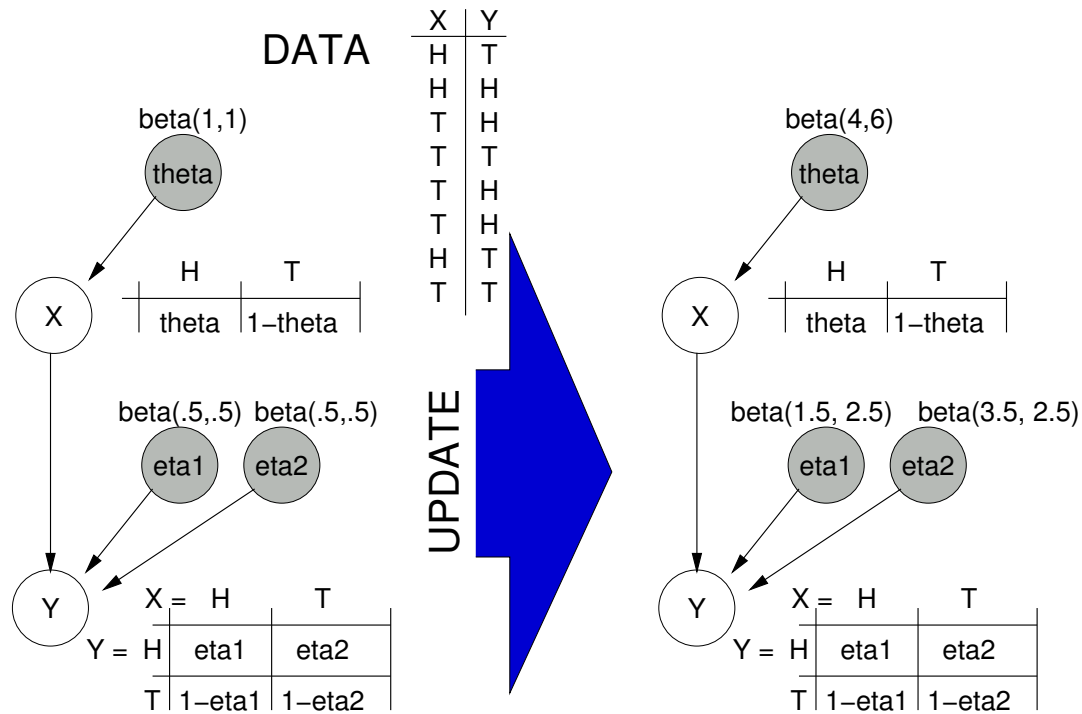 DATA
X Y
H T
H H
T H
T T
T H
T H
H T
T T
beta(1,1)
theta
X
H T
theta 1−theta
beta(.5,.5) beta(.5,.5)
eta1 eta2
Y
X = H T
Y = H eta1 eta2
T 1−eta1 1−eta2
UPDATE
beta(4,6)
theta
X
H T
theta 1−theta
beta(1.5, 2.5) beta(3.5, 2.5)
eta1 eta2
Y
X = H T
Y = H eta1 eta2
T 1−eta1 1−eta2